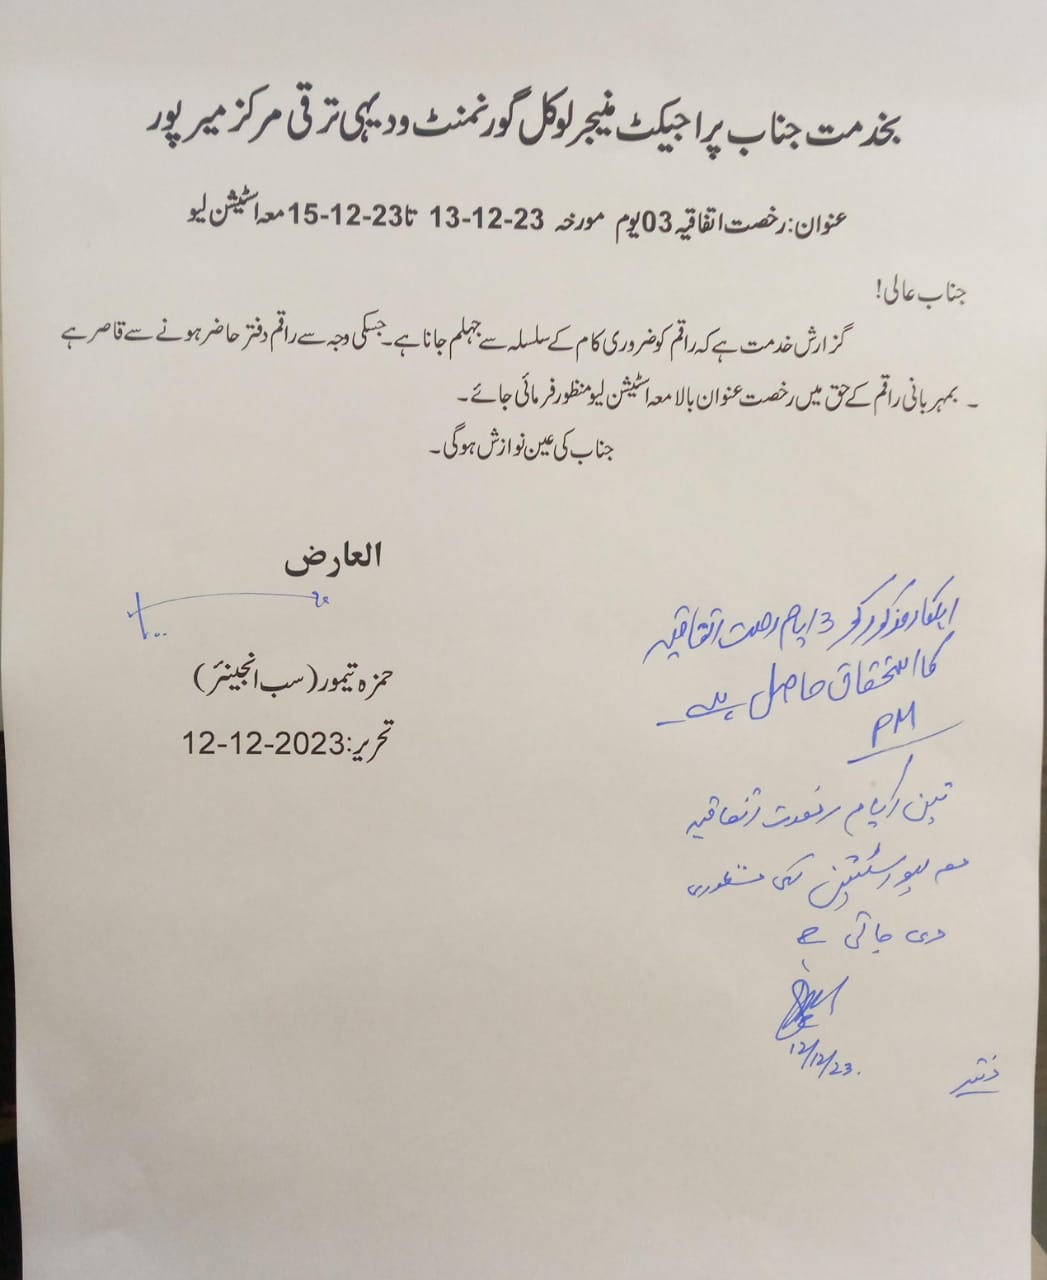 بخدمت جناب پراجیکٹ منیجر لوکل گورنمنٹ و دیہی ترقی مرکز میرپور
عنوان: رخصت اتفاقیہ 03 یوم مورخہ 13-12-23 تا 15-12-23 معہ اسٹیشن لیو
جناب عالی!
گزارش خدمت ہے کہ راقم کو ضروری کام کے سلسلہ سے جہلم جانا ہے۔ جسکی وجہ سے راقم دفتر حاضر ہونے سے قاصر ہے
۔ بمہربانی راقم کے حق میں رخصت عنوان بالا معہ اسٹیشن لیو منظور فرمائی جائے۔
جناب کی عین نوازش ہوگی۔
العارض
حمزہ تیمور (سب انجینئر)
تحریر: 12-12-2023
اہلکار مذکور کو 3 ایام رخصت اتفاقیہ
کا استحقاق حاصل ہے
PM
تین ایام رخصت اتفاقیہ
معہ لیو اسٹیشن کی منظوری
دی جاتی ہے
12/12/23.